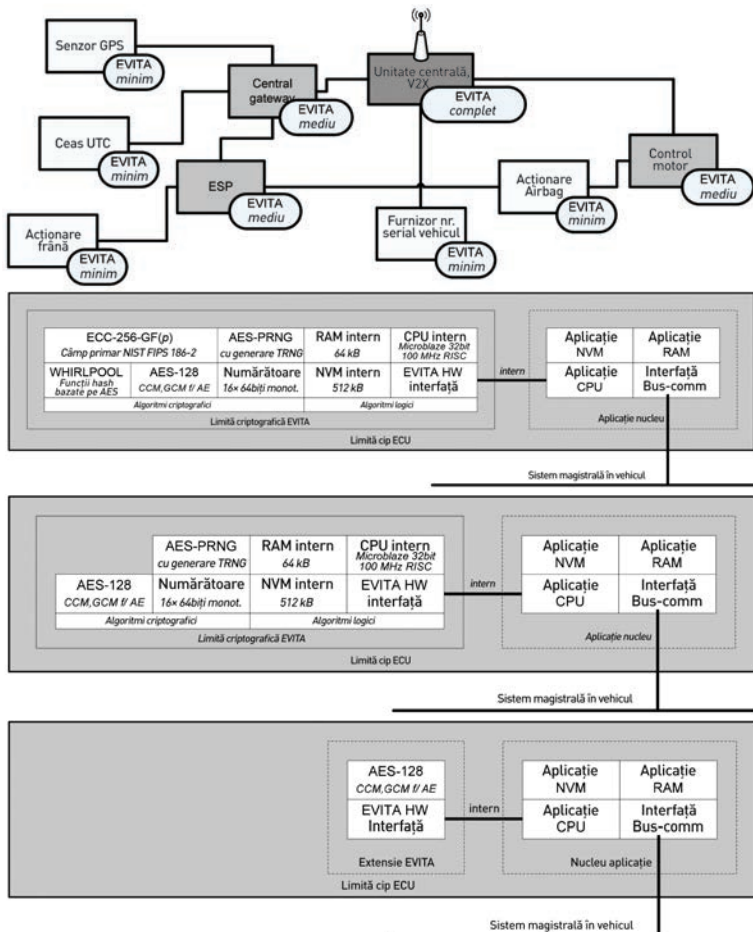 Senzor GPS
EVITA
minim
Central
gateway
EVITA
mediu
Unitate centrală,
V2X
EVITA
complet
Ceas UTC
EVITA
minim
ESP
EVITA
mediu
Acționare
Airbag
EVITA
minim
Control
motor
EVITA
mediu
Acționare
frână
EVITA
minim
Furnizor nr.
serial vehicul
EVITA
minim
ECC-256-GF(p)
Câmp primar NIST FIPS 186-2
AES-PRNG
cu generare TRNG
RAM intern
64 kB
CPU intern
Microblaze 32bit
100 MHz RISC
WHIRLPOOL
Funcții hash
bazate pe AES
AES-128
CCM,GCM f/ AE
Numărătoare
16× 64biți monot.
NVM intern
512 kB
EVITA HW
interfață
Algoritmi criptografici
Algoritmi logici
Limită criptografică EVITA
Limită cip ECU
intern
Aplicație
NVM
Aplicație
RAM
Aplicație
CPU
Interfață
Bus-comm
Aplicație nucleu
Sistem magistrală în vehicul
AES-PRNG
cu generare TRNG
RAM intern
64 kB
CPU intern
Microblaze 32bit
100 MHz RISC
AES-128
CCM,GCM f/ AE
Numărătoare
16× 64biți monot.
NVM intern
512 kB
EVITA HW
interfață
Algoritmi criptografici
Algoritmi logici
Limită criptografică EVITA
Limită cip ECU
intern
Aplicație
NVM
Aplicație
RAM
Aplicație
CPU
Interfață
Bus-comm
Aplicație nucleu
Sistem magistrală în vehicul
AES-128
CCM,GCM f/ AE
EVITA HW
Interfață
Extensie EVITA
Limită cip ECU
intern
Aplicație
NVM
Aplicație
RAM
Aplicație
CPU
Interfață
Bus-comm
Nucleu aplicație
Sistem magistrală în vehicul